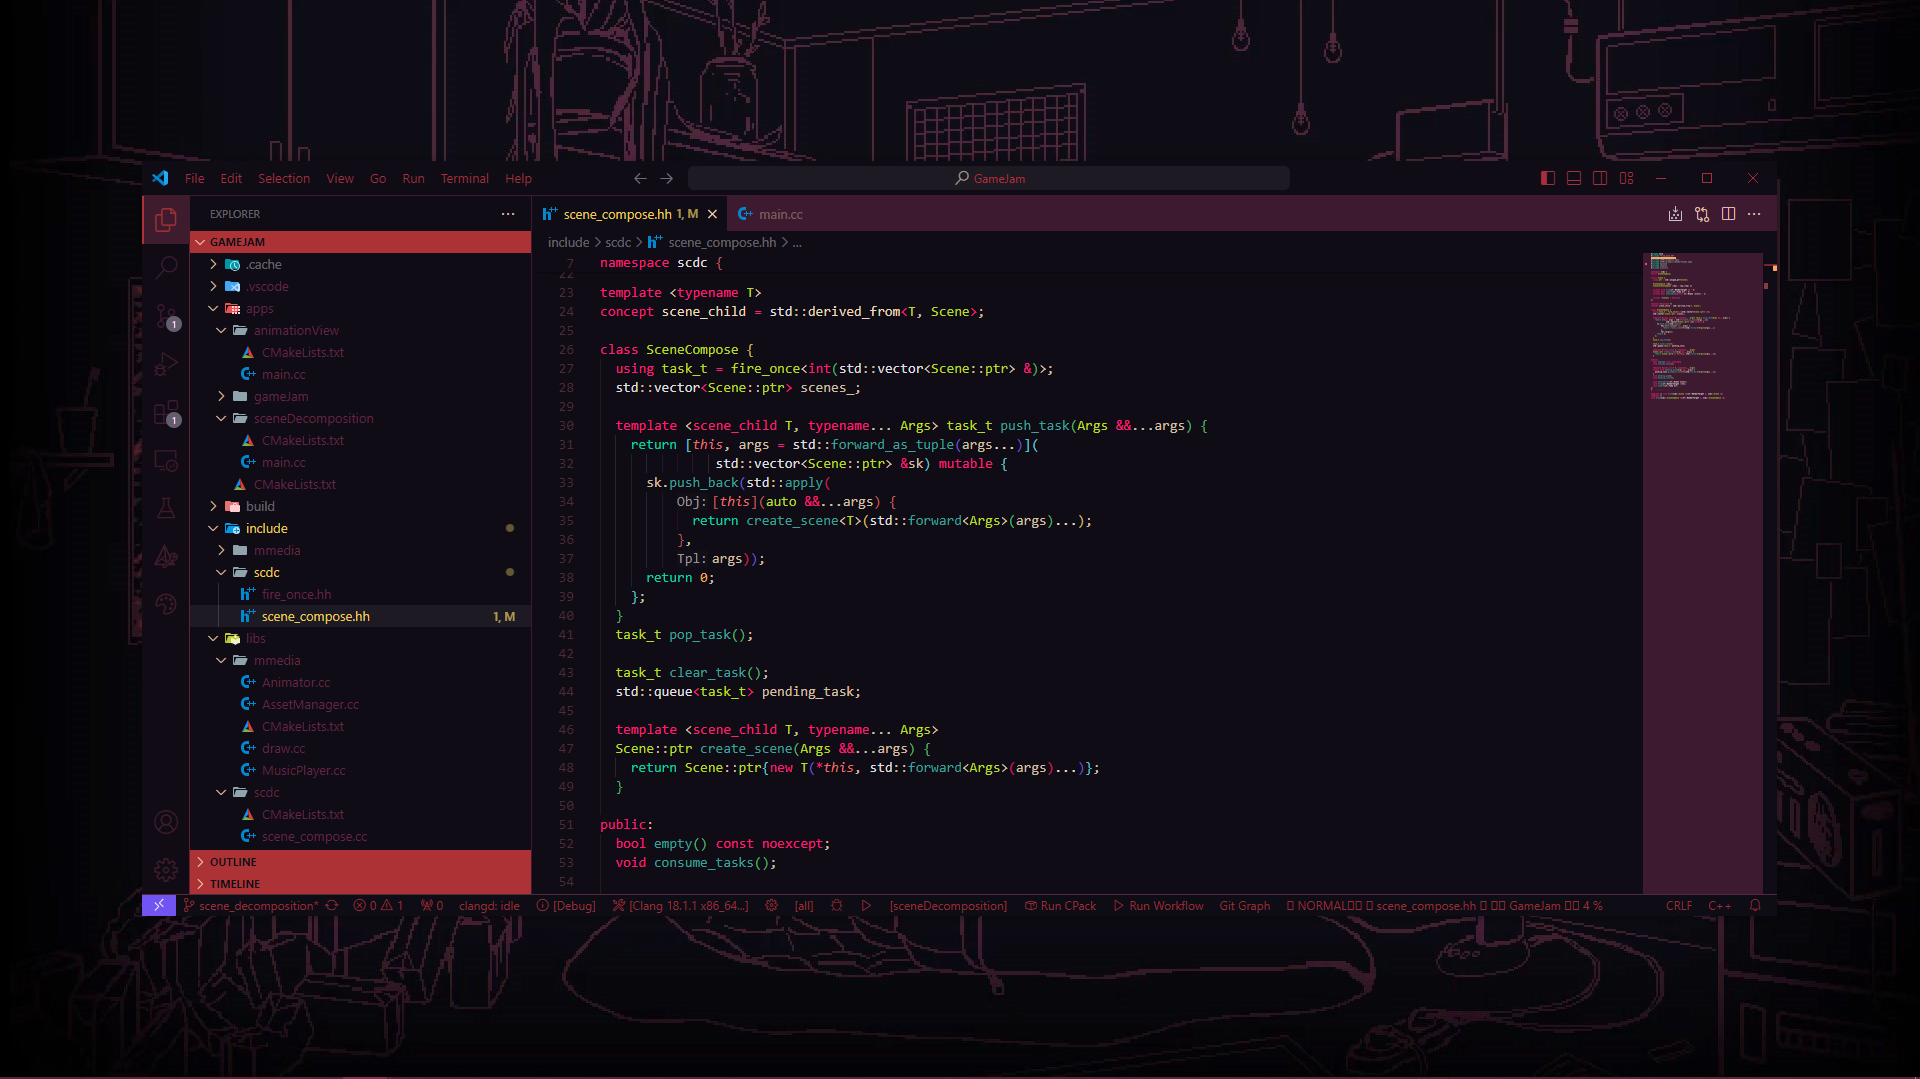 File Edit Selection View Go Run Terminal Help
GameJam
EXPLORER
GAMEJAM
.cache
.vscode
apps
animationView
CMakeLists.txt
main.cc
gameJam
sceneDecomposition
CMakeLists.txt
main.cc
CMakeLists.txt
build
include
mmedia
scdc
fire_once.hh
scene_compose.hh 1, M
libs
mmedia
Animator.cc
AssetManager.cc
CMakeLists.txt
draw.cc
MusicPlayer.cc
scdc
CMakeLists.txt
scene_compose.cc
OUTLINE
TIMELINE
1
1
scene_compose.hh 1, M
main.cc
include > scdc > scene_compose.hh > ...
7 namespace scdc {
22
23 template <typename T>
24 concept scene_child = std::derived_from<T, Scene>;
25
26 class SceneCompose {
27 using task_t = fire_once<int(std::vector<Scene::ptr> &)>;
28 std::vector<Scene::ptr> scenes_;
29
30 template <scene_child T, typename... Args> task_t push_task(Args &&...args) {
31 return [this, args = std::forward_as_tuple(args...)](
32 std::vector<Scene::ptr> &sk) mutable {
33 sk.push_back(std::apply(
34 Obj: [this](auto &&...args) {
35 return create_scene<T>(std::forward<Args>(args)...);
36 },
37 Tpl: args));
38 return 0;
39 };
40 }
41 task_t pop_task();
42
43 task_t clear_task();
44 std::queue<task_t> pending_task;
45
46 template <scene_child T, typename... Args>
47 Scene::ptr create_scene(Args &&...args) {
48 return Scene::ptr{new T(*this, std::forward<Args>(args)...)};
49 }
50
51 public:
52 bool empty() const noexcept;
53 void consume_tasks();
54
scene_decomposition* 0 1 0 clangd: idle [Debug] [Clang 18.1.1 x86_64...] [all] [sceneDecomposition] Run CPack Run Workflow Git Graph NORMAL scene_compose.hh GameJam 4 % CRLF C++